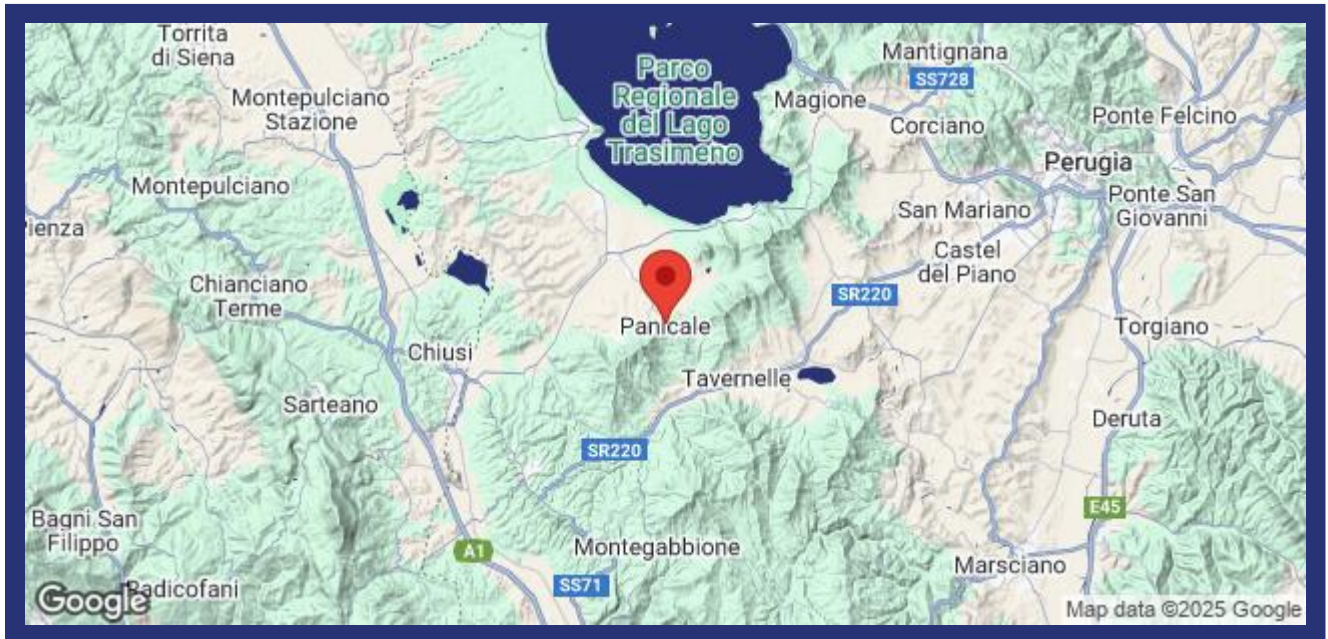 Torrita
di Siena
Mantignana
SS728
Parco
Regionale
del Lago
Trasimeno
Montepulciano
Stazione
Magione
Corciano
Ponte Felcino
Perugia
Montepulciano
Ponte San
Giovanni
San Mariano
ienza
Castel
del Piano
Chianciano
Terme
SR220
Panicale
Torgiano
Chiusi
Tavernelle
Sarteano
Deruta
SR220
E45
Bagni San
Filippo
A1
Montegabbione
Marsciano
SS71
Radicofani
Google
Map data ©2025 Google